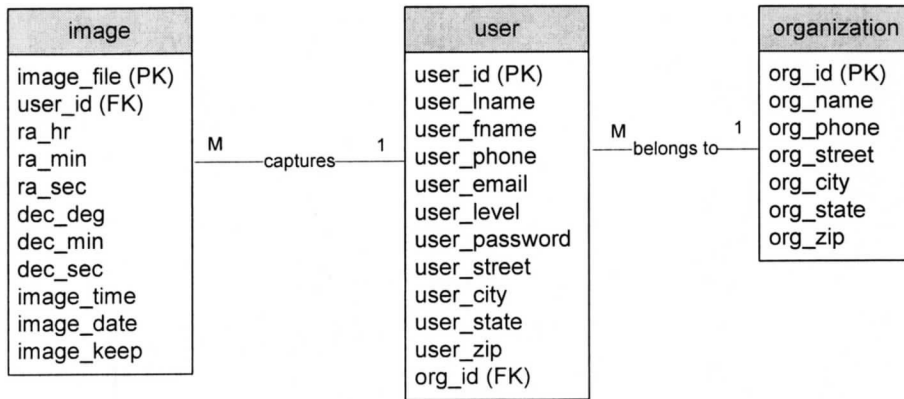 image
image_file (PK)
user_id (FK)
ra_hr
ra_min
ra_sec
dec_deg
dec_min
dec_sec
image_time
image_date
image_keep
M
captures
1
user
user_id (PK)
user_lname
user_fname
user_phone
user_email
user_level
user_password
user_street
user_city
user_state
user_zip
org_id (FK)
M
belongs to
1
organization
org_id (PK)
org_name
org_phone
org_street
org_city
org_state
org_zip